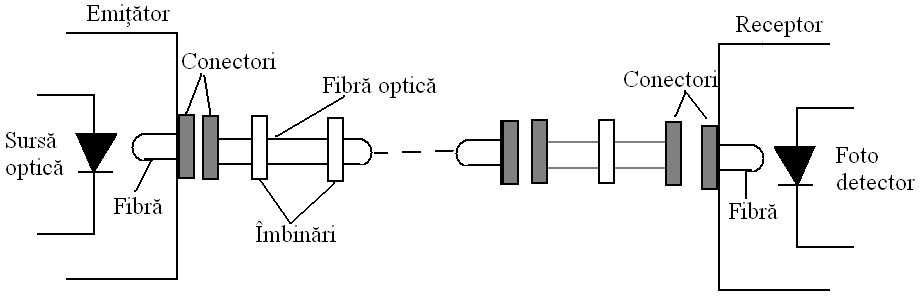 Emițător
Receptor
Conectori
Fibră optică
Conectori
Sursă
optică
Foto
detector
Fibră
Îmbinări
Fibră